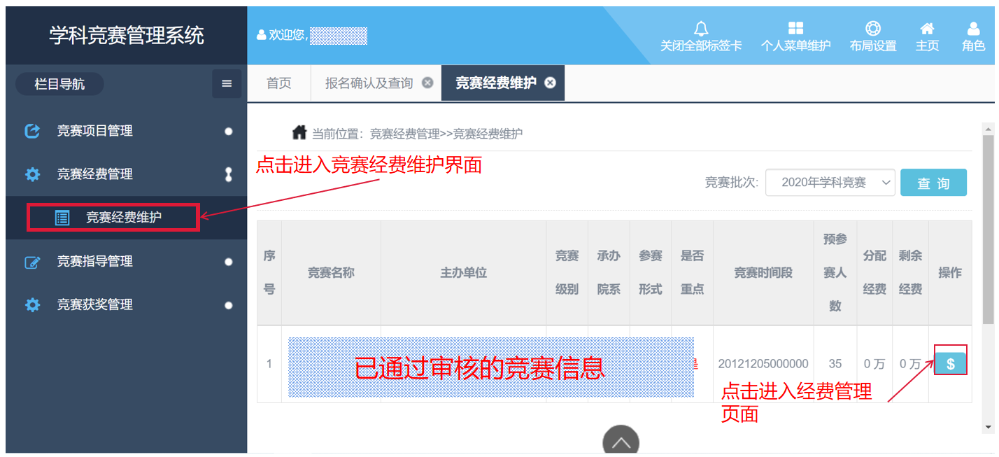 学科竞赛管理系统
欢迎您,
关闭全部标签卡
个人菜单维护
布局设置
主页
角色
栏目导航
首页
报名确认及查询
竞赛经费维护
竞赛项目管理
竞赛经费管理
竞赛经费维护
竞赛指导管理
竞赛获奖管理
当前位置：竞赛经费管理>>竞赛经费维护
点击进入竞赛经费维护界面
竞赛批次:
2020年学科竞赛
查 询
序号
竞赛名称
主办单位
竞赛级别
承办院系
参赛形式
是否重点
竞赛时间段
预参赛人数
分配经费
剩余经费
操作
1
已通过审核的竞赛信息
是
20121205000000
35
0 万
0 万
$
点击进入经费管理
页面